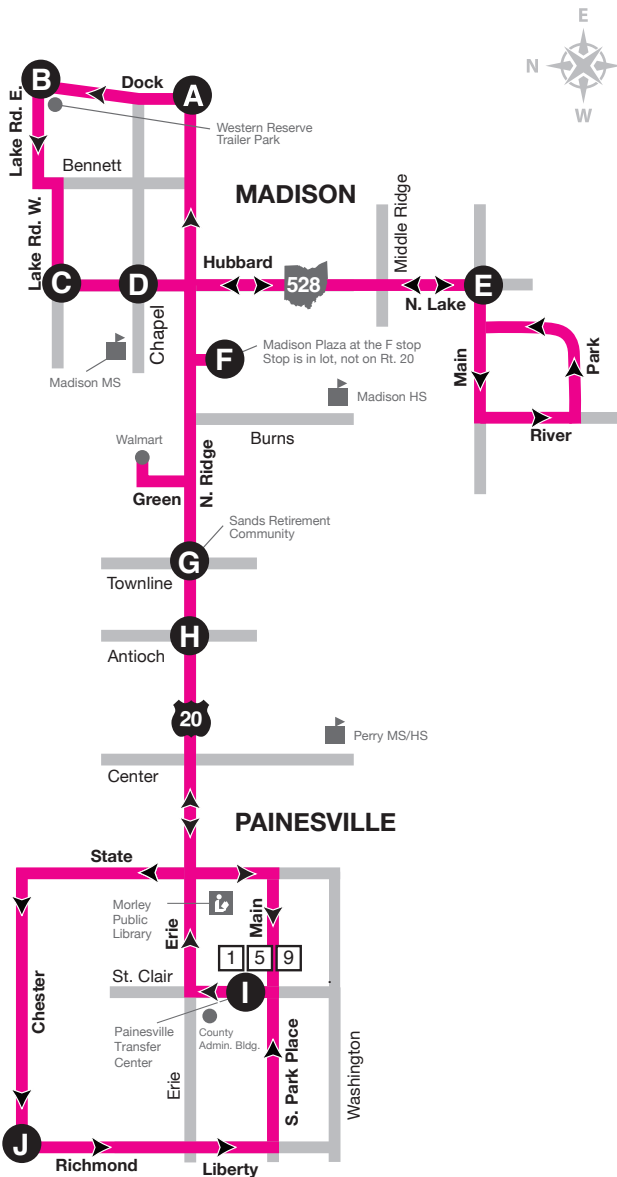 E
N
S
W
B
Dock
A
Lake Rd. E.
Western Reserve
Trailer Park
Bennett
MADISON
Lake Rd. W.
Middle Ridge
Hubbard
C
D
528
N. Lake
E
Chapel
Madison MS
F
Madison Plaza at the F stop
Stop is in lot, not on Rt. 20
Main
Park
Madison HS
River
Burns
Walmart
N. Ridge
Green
Sands Retirement
Community
G
Townline
H
Antioch
20
Perry MS/HS
Center
PAINESVILLE
State
Morley
Public
Library
Erie
Main
1 5 9
St. Clair
I
Chester
Painesville
Transfer
Center
County
Admin. Bldg.
Erie
S. Park Place
Washington
J
Richmond
Liberty